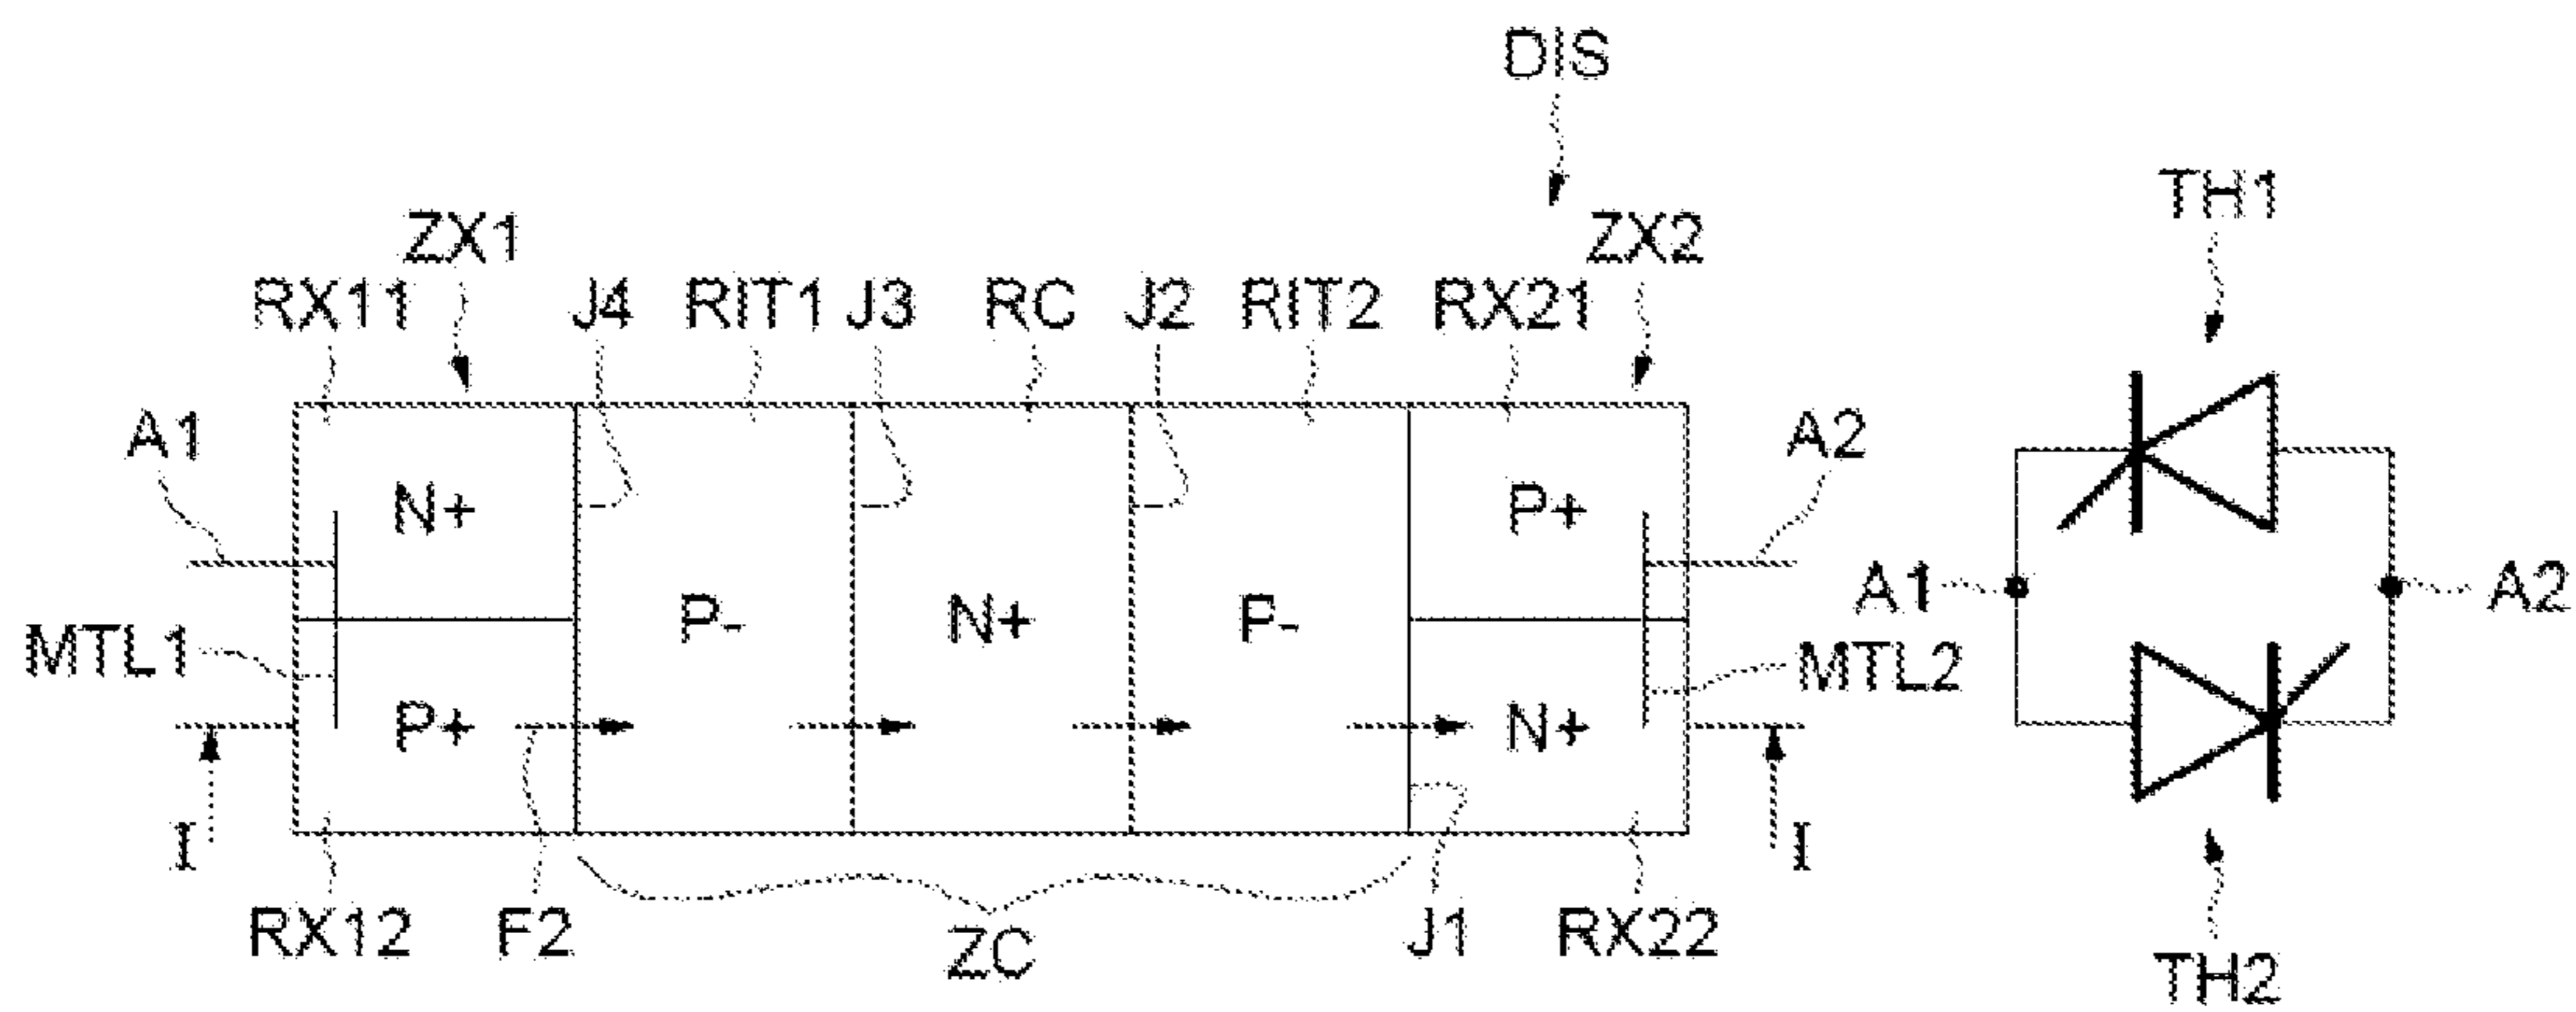 DIS
TH1
ZX1 ZX2
RX11 J4 RIT1 J3 RC J2 RIT2 RX21
A1 A2
N+ P+
A1 A2
P- N+ P-
MTL1 MTL2
P+ N+
I I
RX12 F2 ZC J1 RX22
TH2